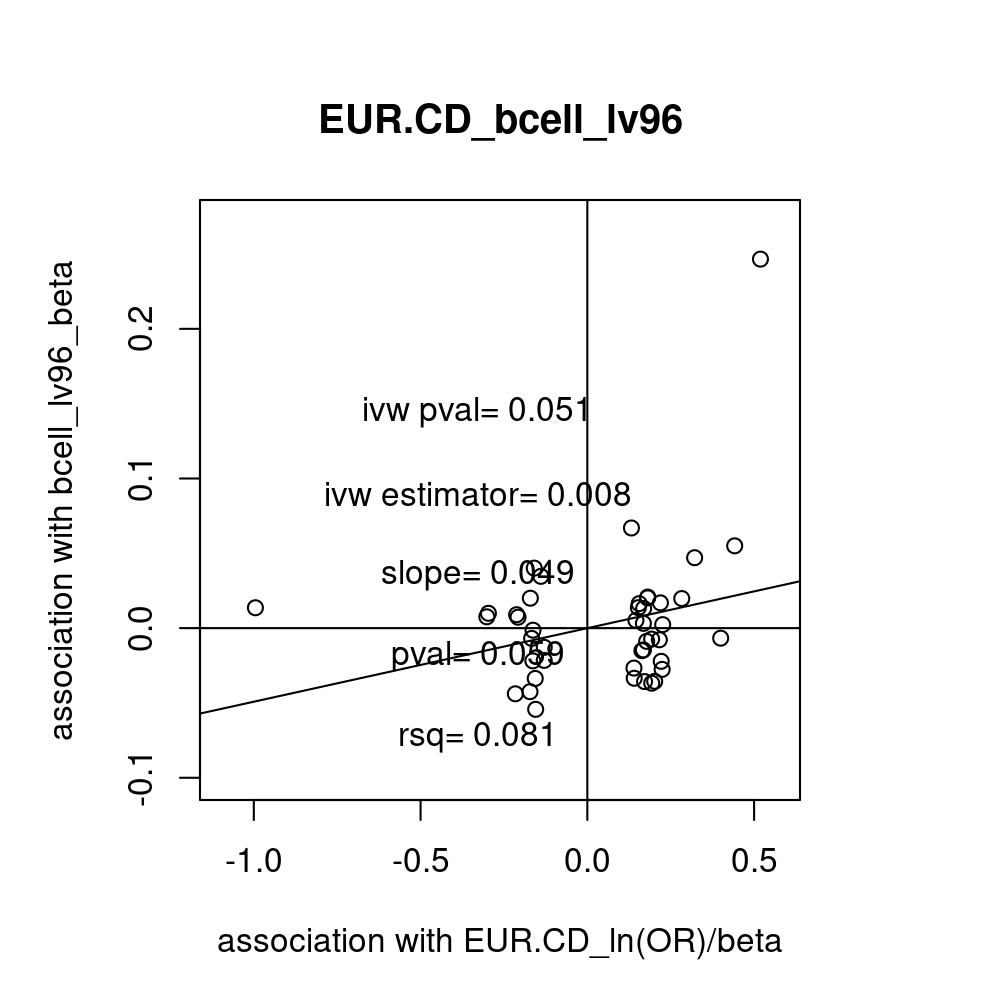 EUR.CD_bcell_lv96
association with bcell_lv96_beta
0.2
0.1
0.0
-0.1
ivw pval= 0.051
ivw estimator= 0.008
slope= 0.049
rsq= 0.081
pval=
-1.0
-0.5
0.0
0.5
association with EUR.CD_ln(OR)/beta